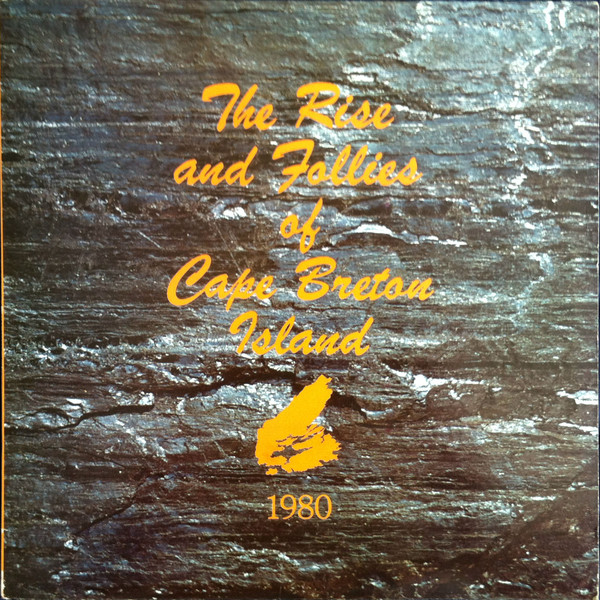 The Rise
and Follies
of
Cape Breton
Island
1980